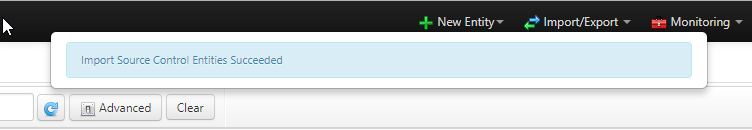 New Entity Import/Export Monitoring
Import Source Control Entities Succeeded
Advanced Clear